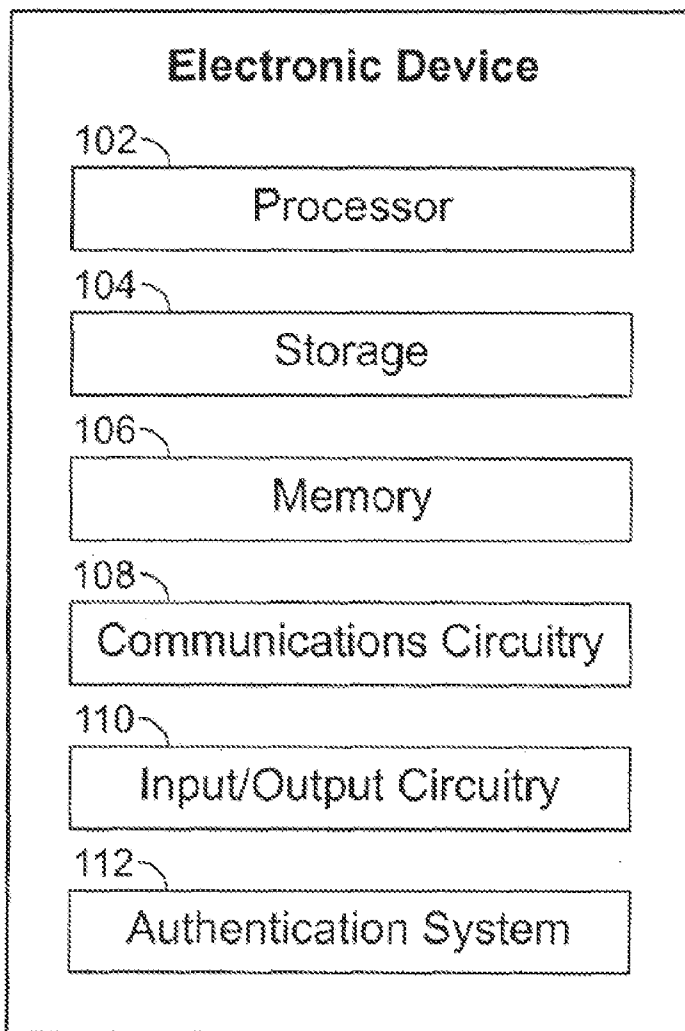 Electronic Device
102
Processor
104
Storage
106
Memory
108
Communications Circuitry
110
Input/Output Circuitry
112
Authentication System